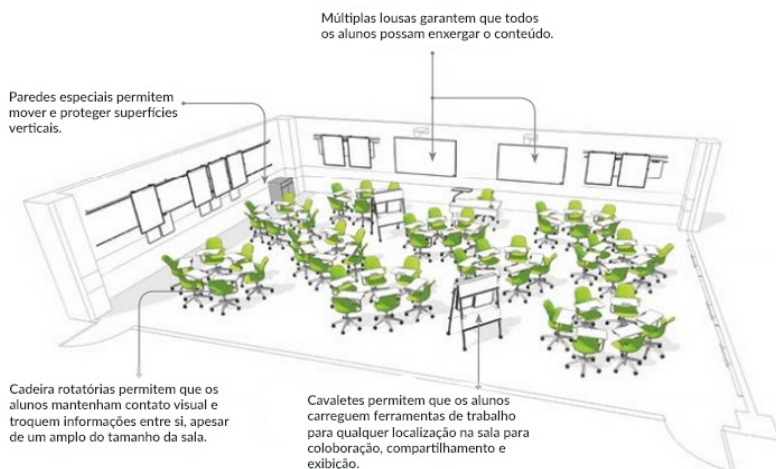 Múltiplas lousas garantem que todos
os alunos possam enxergar o conteúdo.
Paredes especiais permitem
mover e proteger superfícies
verticais.
Cadeira rotatórias permitem que os
alunos mantenham contato visual e
troquem informações entre si, apesar
de um amplo do tamanho da sala.
Cavaletes permitem que os alunos
carreguem ferramentas de trabalho
para qualquer localização na sala para
coloboração, compartilhamento e
exibição.